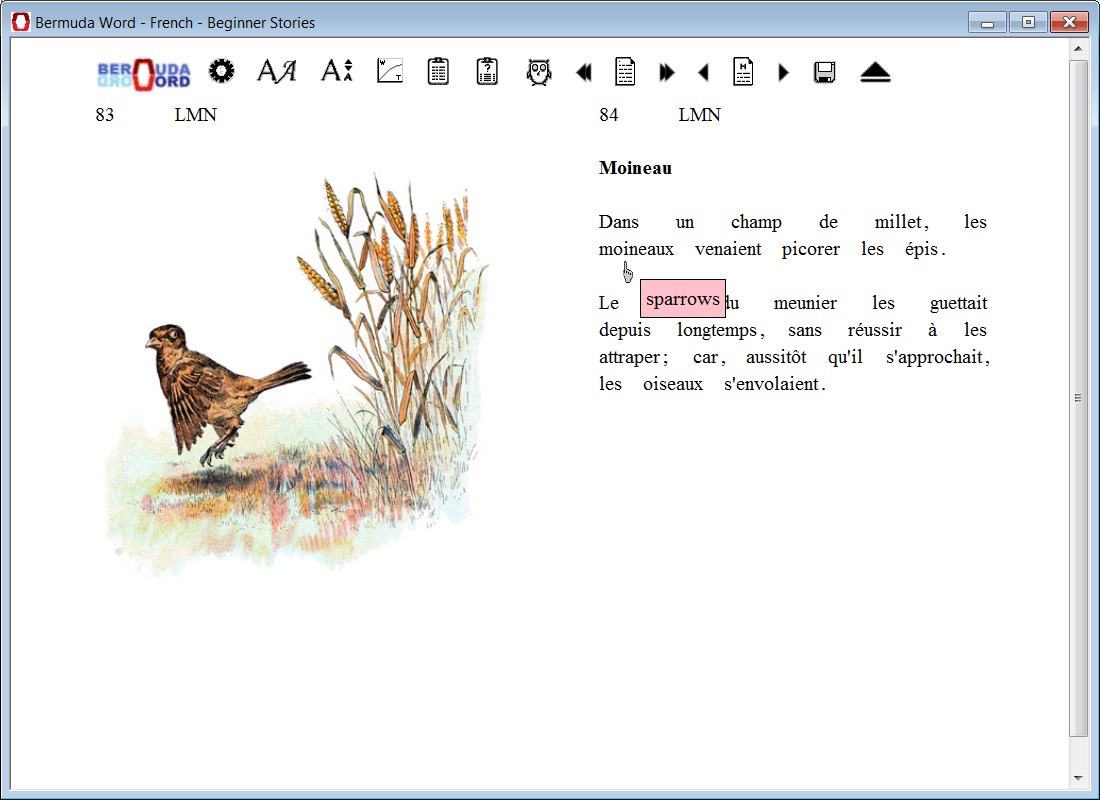 Bermuda Word - French - Beginner Stories
BERMUDA WORD
83 LMN
84 LMN
Moineau
Dans un champ de millet, les
moineaux venaient picorer les épis.
sparrows
Le du meunier les guettait
depuis longtemps, sans réussir à les
attraper; car, aussitôt qu'il s'approchait,
les oiseaux s'envolaient.